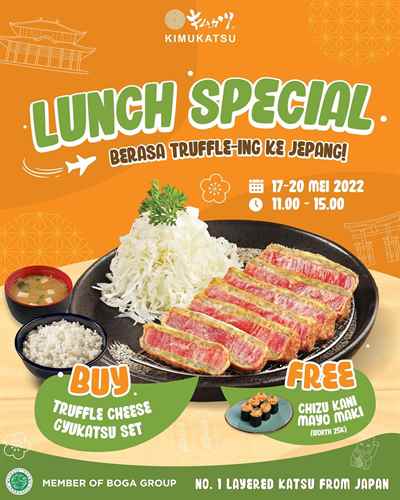 キムカツ
KIMUKATSU
LUNCH SPECIAL
BERASA TRUFFLE-ING KE JEPANG!
17-20 MEI 2022
11.00 - 15.00
BUY
TRUFFLE CHEESE
GYUKATSU SET
FREE
CHIZU KANI
MAYO MAKI
(WORTH 25K)
MEMBER OF BOGA GROUP
NO. 1 LAYERED KATSU FROM JAPAN